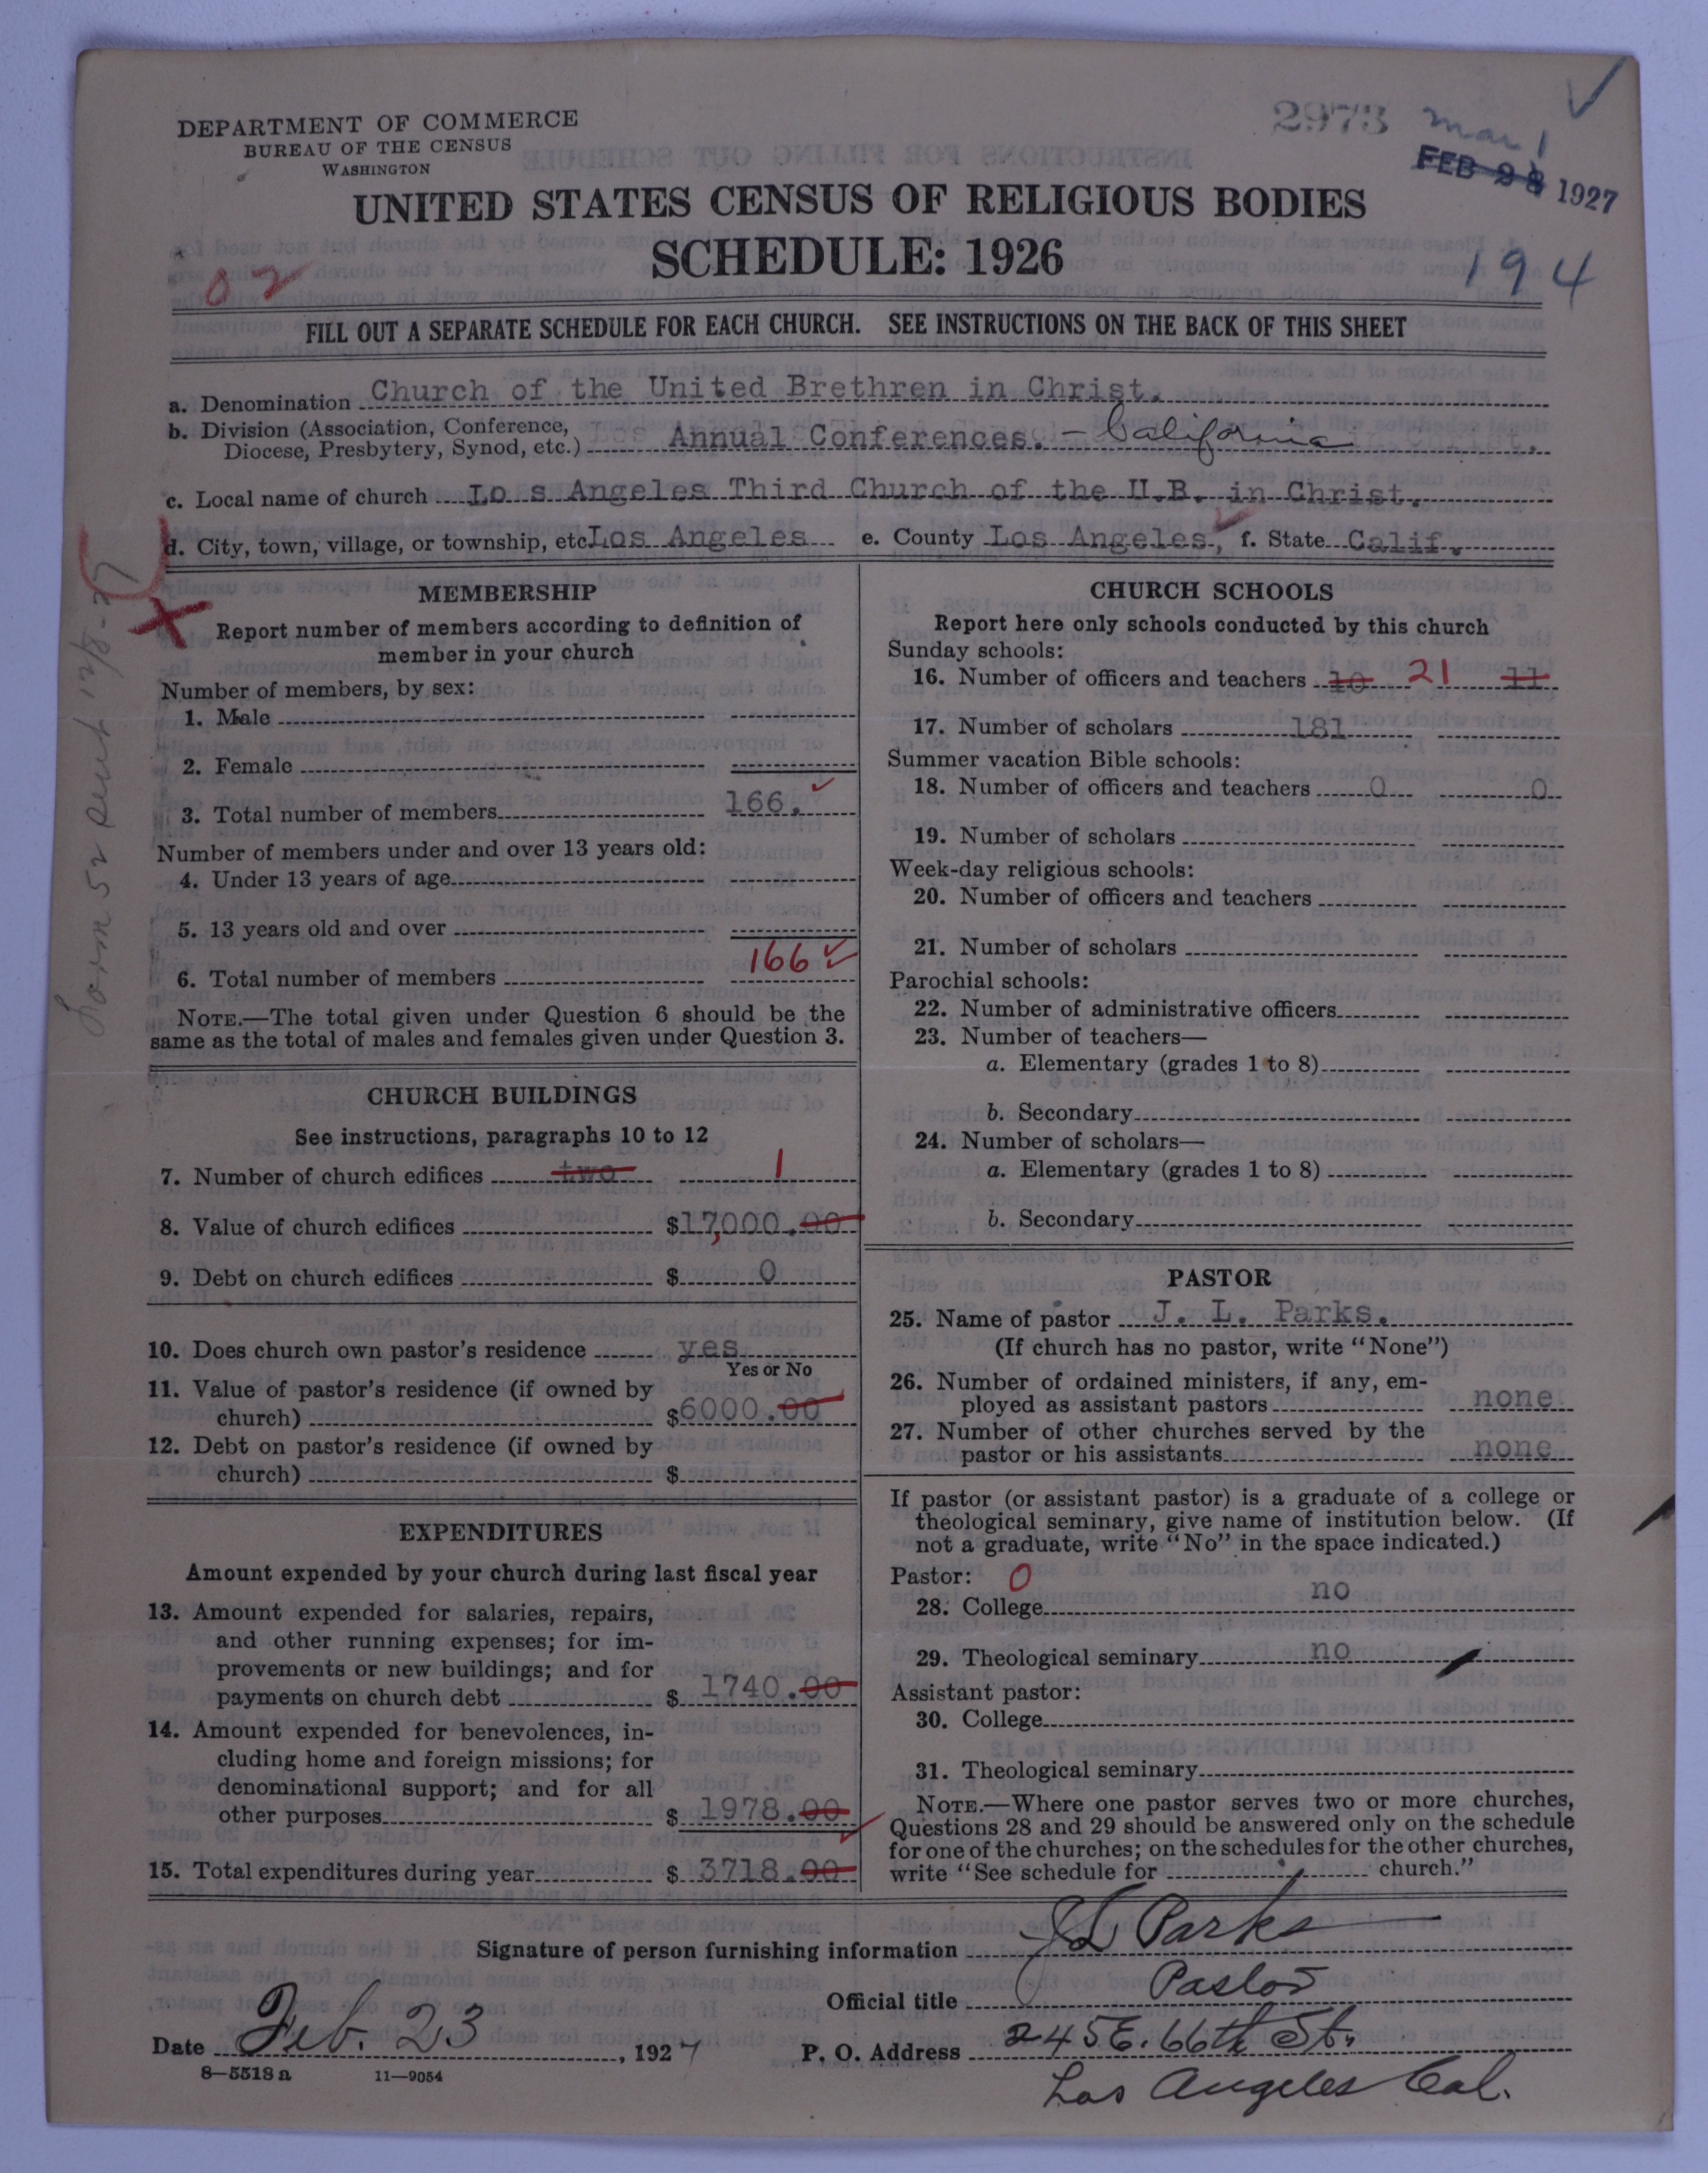 DEPARTMENT OF COMMERCE
BUREAU OF THE CENSUS
WASHINGTON
2973
Mar 1
FEB 28 1927
UNITED STATES CENSUS OF RELIGIOUS BODIES
SCHEDULE: 1926
02
194
FILL OUT A SEPARATE SCHEDULE FOR EACH CHURCH. SEE INSTRUCTIONS ON THE BACK OF THIS SHEET
a. Denomination Church of the United Brethren in Christ.
b. Division (Association, Conference,
Diocese, Presbytery, Synod, etc.) Annual Conferences. - California
c. Local name of church Lo s Angeles Third Church of the U.B. in Christ.
d. City, town, village, or township, etc. Los Angeles e. County Los Angeles, f. State Calif.
MEMBERSHIP
Report number of members according to definition of
member in your church
Number of members, by sex:
1. Male
2. Female
3. Total number of members 166.
Number of members under and over 13 years old:
4. Under 13 years of age
5. 13 years old and over
6. Total number of members 166
NOTE.—The total given under Question 6 should be the
same as the total of males and females given under Question 3.
CHURCH BUILDINGS
See instructions, paragraphs 10 to 12
7. Number of church edifices two 1
8. Value of church edifices $17,000.00
9. Debt on church edifices $ 0
10. Does church own pastor's residence yes
Yes or No
11. Value of pastor's residence (if owned by
church) $6000.00
12. Debt on pastor's residence (if owned by
church) $
EXPENDITURES
Amount expended by your church during last fiscal year
13. Amount expended for salaries, repairs,
and other running expenses; for im-
provements or new buildings; and for
payments on church debt $ 1740.00
14. Amount expended for benevolences, in-
cluding home and foreign missions; for
denominational support; and for all
other purposes $ 1978.00
15. Total expenditures during year $ 3718.00
CHURCH SCHOOLS
Report here only schools conducted by this church
Sunday schools:
16. Number of officers and teachers 10 21 11
17. Number of scholars 181
Summer vacation Bible schools:
18. Number of officers and teachers 0 0
19. Number of scholars
Week-day religious schools:
20. Number of officers and teachers
21. Number of scholars
Parochial schools:
22. Number of administrative officers
23. Number of teachers—
a. Elementary (grades 1 to 8)
b. Secondary
24. Number of scholars—
a. Elementary (grades 1 to 8)
b. Secondary
PASTOR
25. Name of pastor J. L. Parks.
(If church has no pastor, write "None")
26. Number of ordained ministers, if any, em-
ployed as assistant pastors none
27. Number of other churches served by the
pastor or his assistants none
If pastor (or assistant pastor) is a graduate of a college or
theological seminary, give name of institution below. (If
not a graduate, write "No" in the space indicated.)
Pastor: 0
28. College no
29. Theological seminary no
Assistant pastor:
30. College
31. Theological seminary
NOTE.—Where one pastor serves two or more churches,
Questions 28 and 29 should be answered only on the schedule
for one of the churches; on the schedules for the other churches,
write "See schedule for church."
Signature of person furnishing information J L Parks
Official title Pastor
Date Feb. 23, 1927 P. O. Address 245 E. 66th St.
Los Angeles Cal.
8—5518 a 11—9054
Form 52 sent 12/8-27